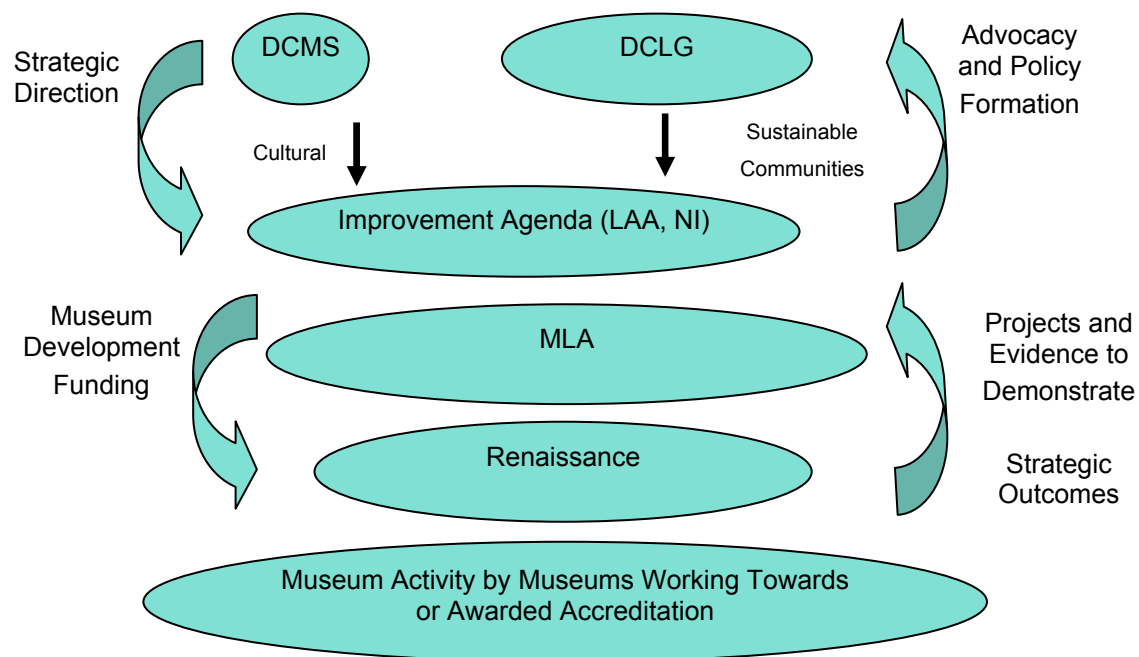 DCMS
DCLG
Strategic
Direction
Advocacy
and Policy
Formation
Cultural
Sustainable
Communities
Improvement Agenda (LAA, NI)
Museum
Development
Funding
MLA
Projects and
Evidence to
Demonstrate
Renaissance
Strategic
Outcomes
Museum Activity by Museums Working Towards
or Awarded Accreditation